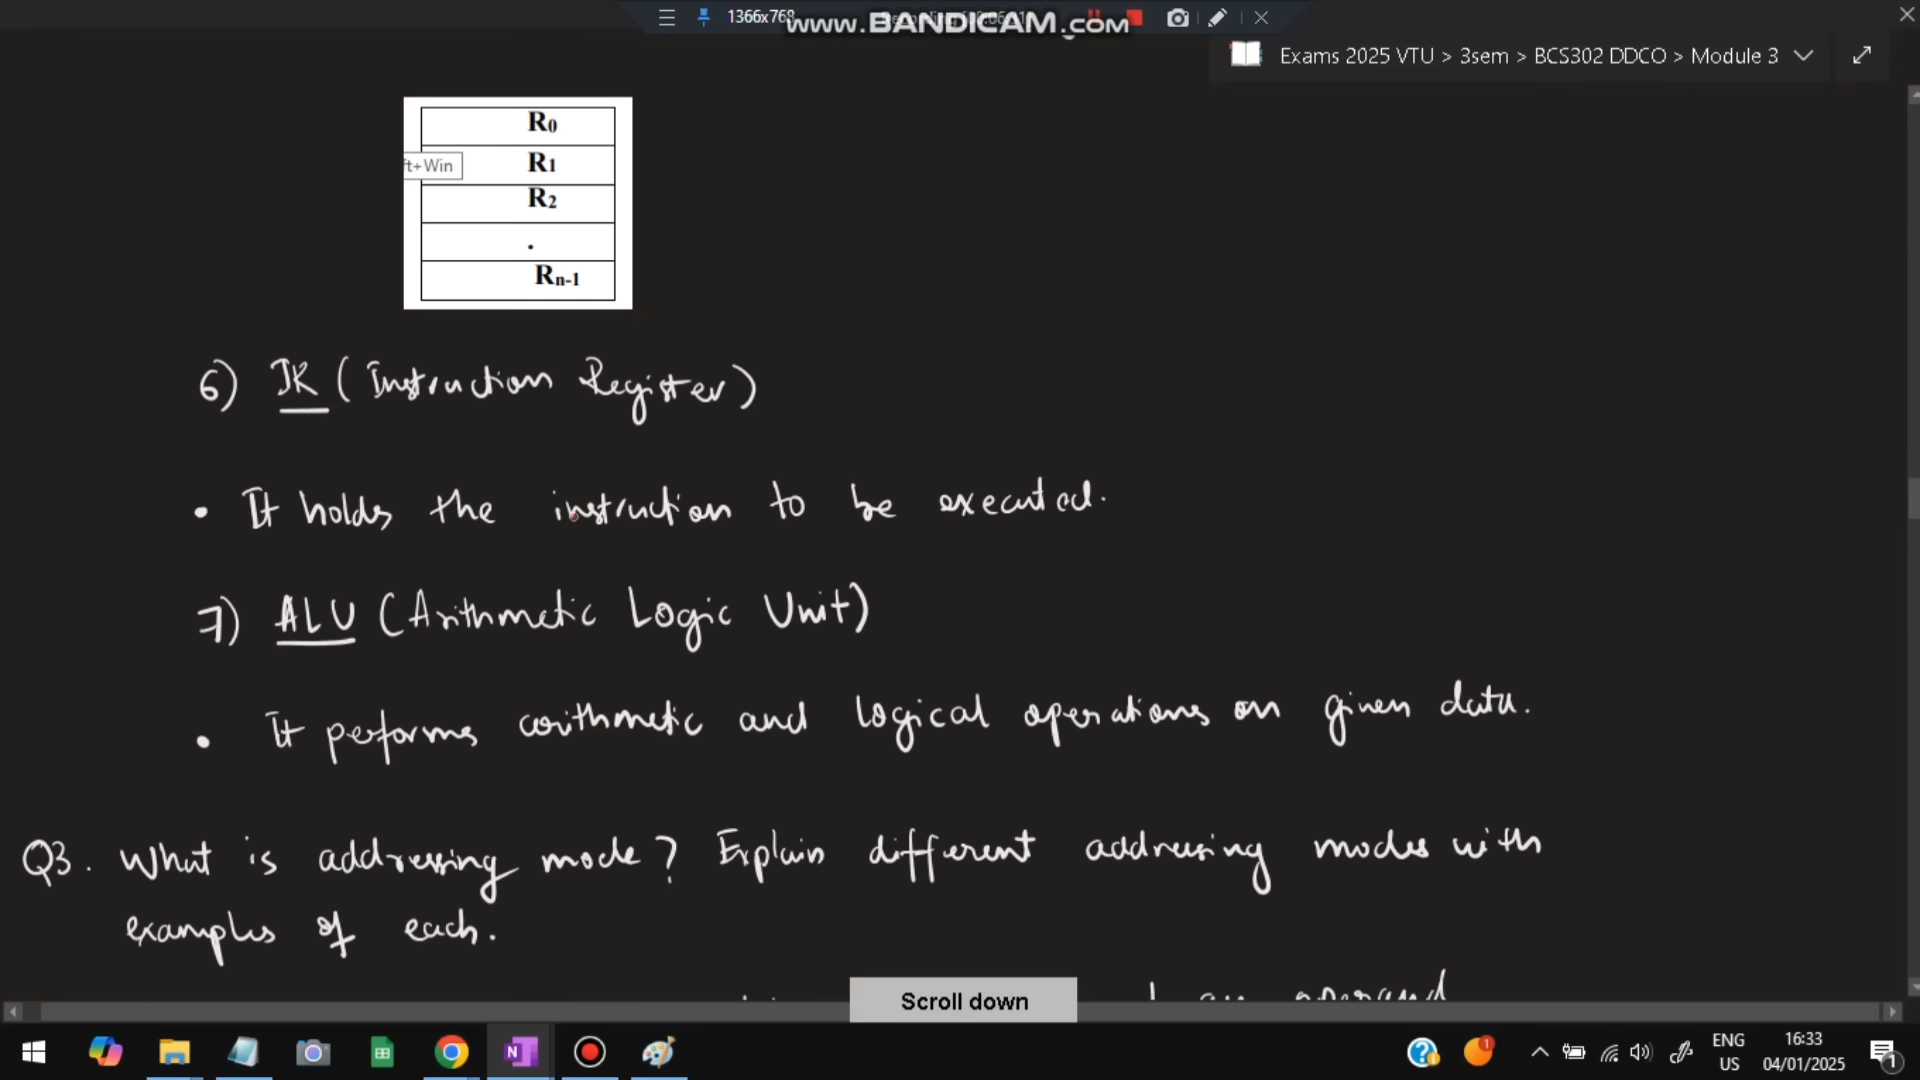 1366x768
www.BANDICAM.com
Exams 2025 VTU > 3sem > BCS302 DDCO > Module 3
R0
ft+Win
R1
R2
.
Rn-1
6) IR (Instruction Register)
• It holds the instruction to be executed.
7) ALU (Arithmetic Logic Unit)
• It performs arithmetic and logical operations on given data.
Q3. What is addressing mode? Explain different addressing modes with
examples of each.
operand
Scroll down
ENG
US
16:33
04/01/2025